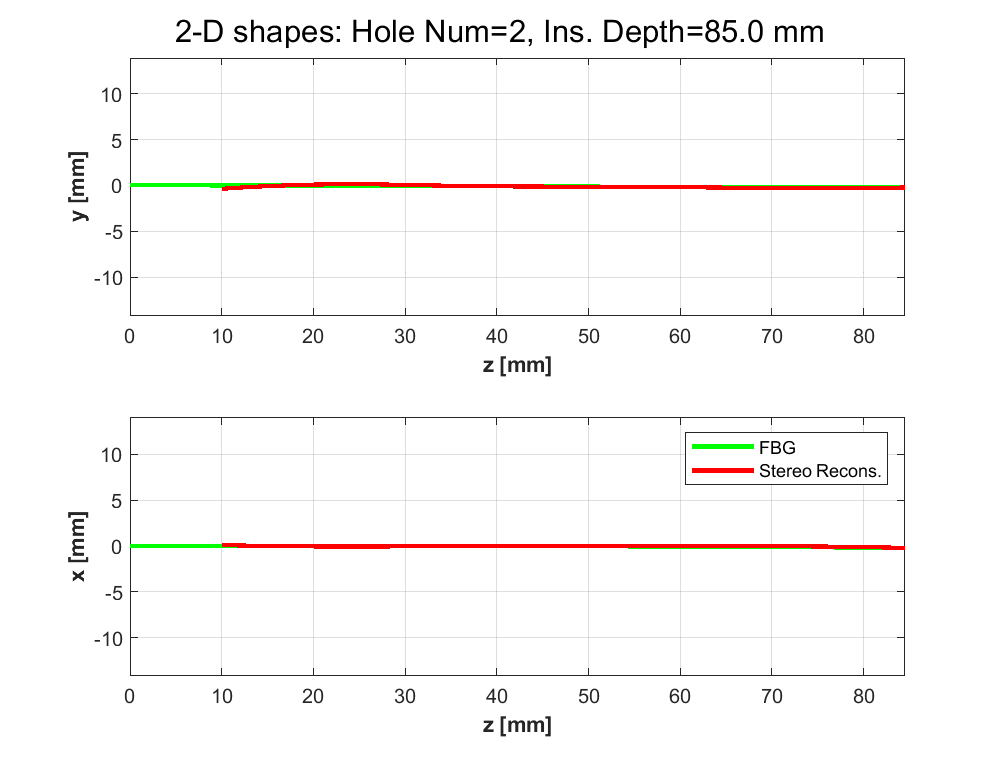 2-D shapes: Hole Num=2, Ins. Depth=85.0 mm
10
5
0
-5
-10
y [mm]
0 10 20 30 40 50 60 70 80
z [mm]
FBG
Stereo Recons.
10
5
0
-5
-10
x [mm]
0 10 20 30 40 50 60 70 80
z [mm]